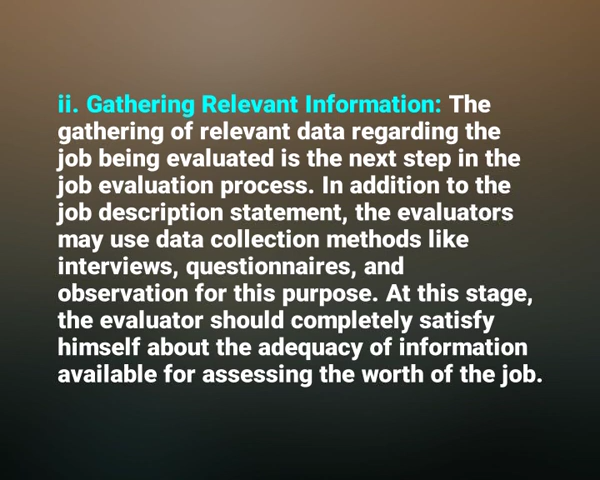 ii. Gathering Relevant Information: The
gathering of relevant data regarding the
job being evaluated is the next step in the
job evaluation process. In addition to the
job description statement, the evaluators
may use data collection methods like
interviews, questionnaires, and
observation for this purpose. At this stage,
the evaluator should completely satisfy
himself about the adequacy of information
available for assessing the worth of the job.